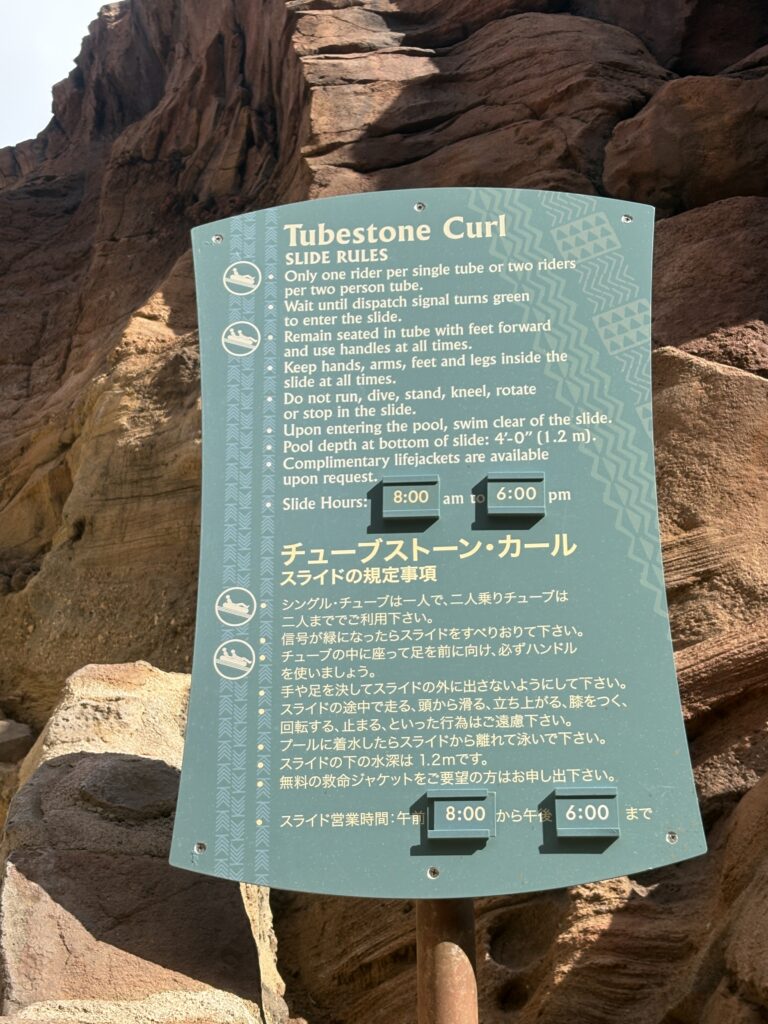 Tubestone Curl
SLIDE RULES
• Only one rider per single tube or two riders
per two person tube.
• Wait until dispatch signal turns green
to enter the slide.
• Remain seated in tube with feet forward
and use handles at all times.
• Keep hands, arms, feet and legs inside the
slide at all times.
• Do not run, dive, stand, kneel, rotate
or stop in the slide.
• Upon entering the pool, swim clear of the slide.
• Pool depth at bottom of slide: 4'-0" (1.2 m).
• Complimentary lifejackets are available
upon request.
• Slide Hours: 8:00 am to 6:00 pm
チューブストーン・カール
スライドの規定事項
• シングル・チューブは一人で、二人乗りチューブは
二人まででご利用下さい。
• 信号が緑になったらスライドをすべりおりて下さい。
• チューブの中に座って足を前に向け、必ずハンドル
を使いましょう。
• 手や足を決してスライドの外に出さないようにして下さい。
• スライドの途中で走る、頭から滑る、立ち上がる、膝をつく、
回転する、止まる、といった行為はご遠慮下さい。
• プールに着水したらスライドから離れて泳いで下さい。
• スライドの下の水深は 1.2mです。
• 無料の救命ジャケットをご要望の方はお申し出下さい。
• スライド営業時間：午前 8:00 から午後 6:00 まで